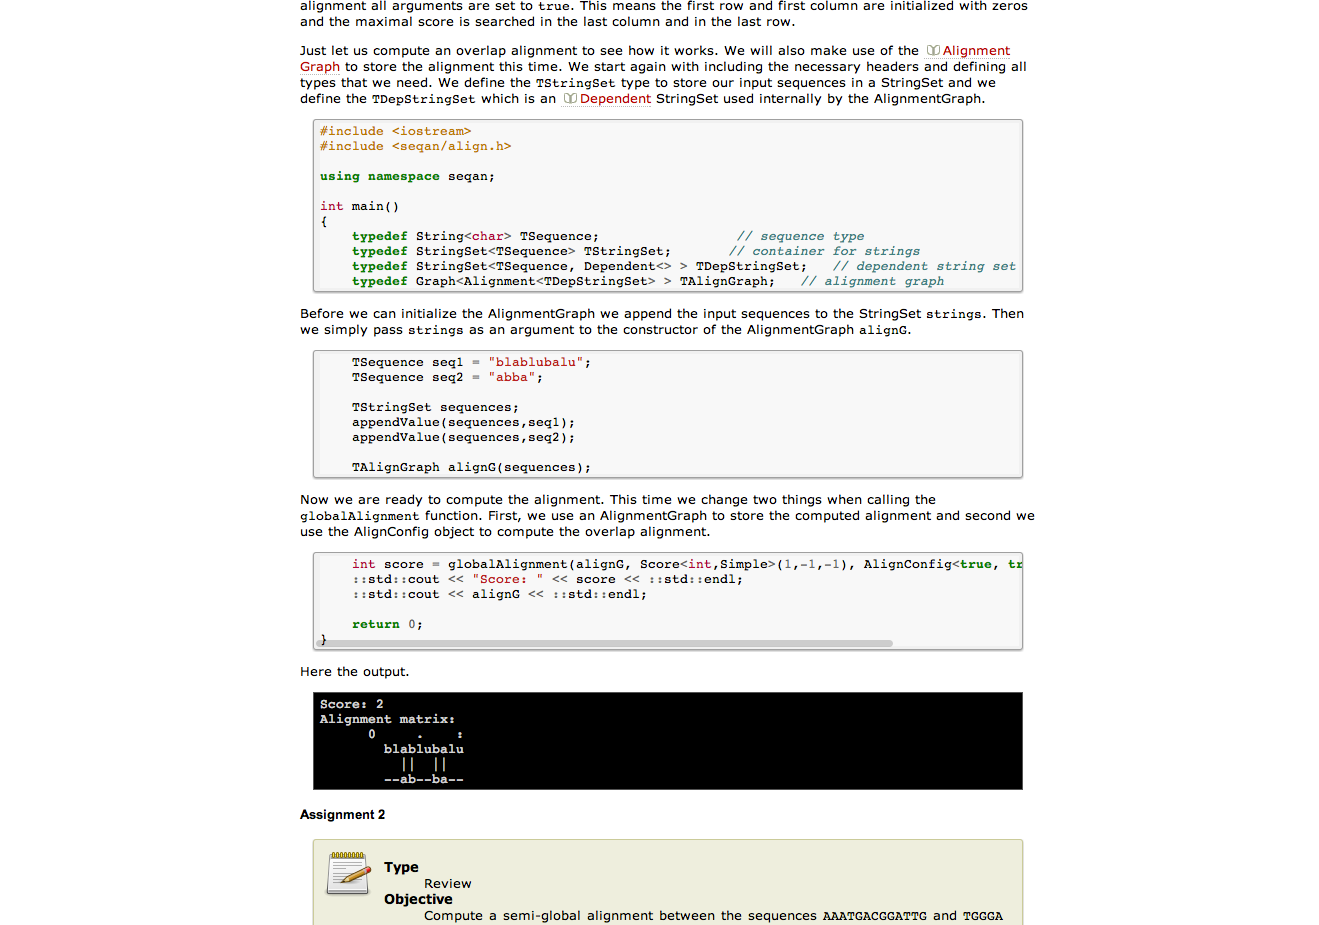 alignment all arguments are set to true. This means the first row and first column are initialized with zeros
and the maximal score is searched in the last column and in the last row.
Just let us compute an overlap alignment to see how it works. We will also make use of the Alignment
Graph to store the alignment this time. We start again with including the necessary headers and defining all
types that we need. We define the TStringSet type to store our input sequences in a StringSet and we
define the TDepStringSet which is an Dependent StringSet used internally by the AlignmentGraph.
#include <iostream>
#include <seqan/align.h>
using namespace seqan;
int main()
{
    typedef String<char> TSequence;                 // sequence type
    typedef StringSet<TSequence> TStringSet;       // container for strings
    typedef StringSet<TSequence, Dependent<> > TDepStringSet;   // dependent string set
    typedef Graph<Alignment<TDepStringSet> > TAlignGraph;   // alignment graph
Before we can initialize the AlignmentGraph we append the input sequences to the StringSet strings. Then
we simply pass strings as an argument to the constructor of the AlignmentGraph alignG.
    TSequence seq1 = "blablubalu";
    TSequence seq2 = "abba";
    TStringSet sequences;
    appendValue(sequences,seq1);
    appendValue(sequences,seq2);
    TAlignGraph alignG(sequences);
Now we are ready to compute the alignment. This time we change two things when calling the
globalAlignment function. First, we use an AlignmentGraph to store the computed alignment and second we
use the AlignConfig object to compute the overlap alignment.
    int score = globalAlignment(alignG, Score<int,Simple>(1,-1,-1), AlignConfig<true, tr
    ::std::cout << "Score: " << score << ::std::endl;
    ::std::cout << alignG << ::std::endl;
    return 0;
}
Here the output.
Score: 2
Alignment matrix:
      0     .    :
        blablubalu
          ||  ||
        --ab--ba--
Assignment 2
Type
Review
Objective
Compute a semi-global alignment between the sequences AAATGACGGATTG and TGGGA